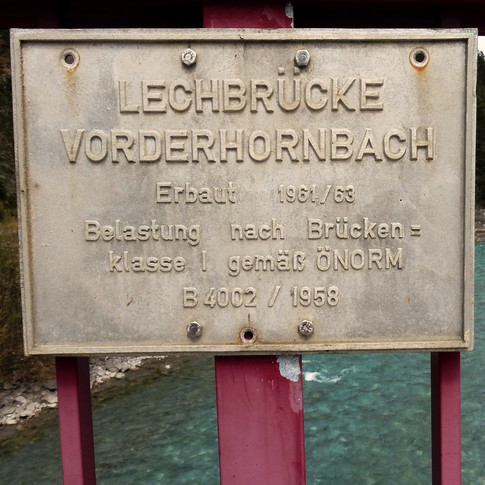 LECHBRÜCKE
VORDERHORNBACH
Erbaut 1961/63
Belastung nach Brücken=
klasse I gemäß ÖNORM
B 4002 / 1958